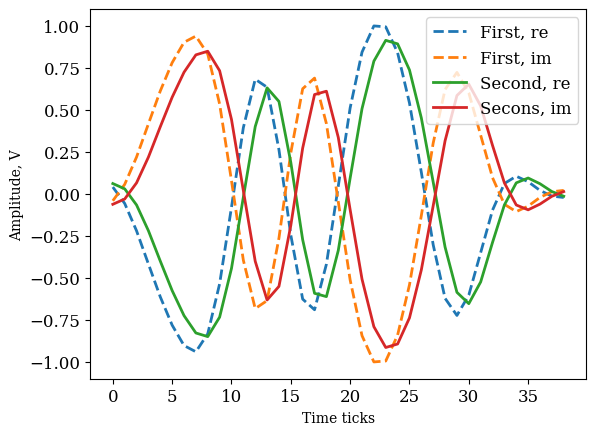 1.00
0.75
0.50
0.25
0.00
−0.25
−0.50
−0.75
−1.00
Amplitude, V
First, re
First, im
Second, re
Secons, im
0 5 10 15 20 25 30 35
Time ticks